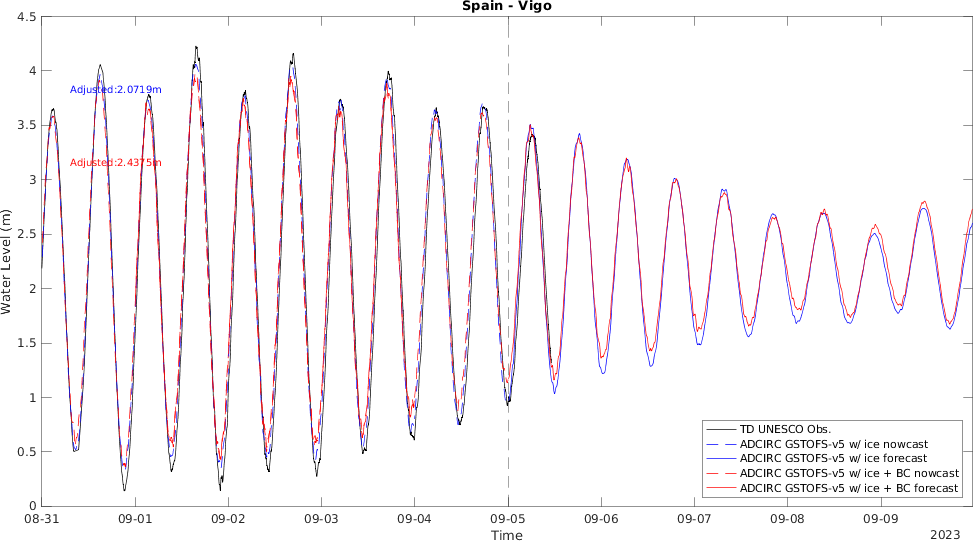 Spain - Vigo
4.5
4
3.5
3
2.5
2
1.5
1
0.5
0
Water Level (m)
Adjusted:2.0719m
Adjusted:2.4375m
TD UNESCO Obs.
ADCIRC GSTOFS-v5 w/ ice nowcast
ADCIRC GSTOFS-v5 w/ ice forecast
ADCIRC GSTOFS-v5 w/ ice + BC nowcast
ADCIRC GSTOFS-v5 w/ ice + BC forecast
08-31 09-01 09-02 09-03 09-04 09-05 09-06 09-07 09-08 09-09
Time
2023